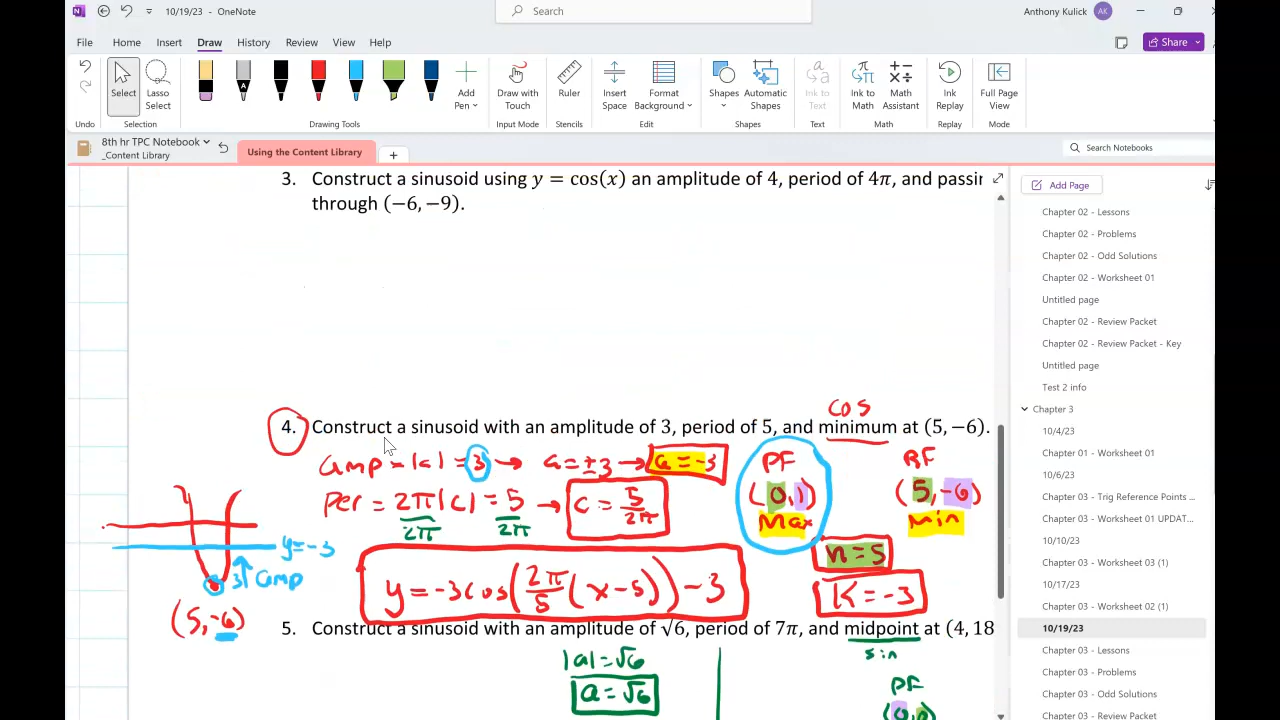 10/19/23 - OneNote
Search
Anthony Kulick
AK
File Home Insert Draw History Review View Help
Share
Undo
Select
Lasso Select
Selection
Add Pen
Drawing Tools
Draw with Touch
Input Mode
Ruler
Stencils
Insert Space
Format Background
Edit
Shapes
Automatic Shapes
Shapes
Ink to Text
Text
Ink to Math
Math Assistant
Math
Ink Replay
Replay
Full Page View
Mode
8th hr TPC Notebook
_Content Library
Using the Content Library
+
Search Notebooks
3. Construct a sinusoid using y = cos(x) an amplitude of 4, period of 4π, and passin
through (−6, −9).
cos
4. Construct a sinusoid with an amplitude of 3, period of 5, and minimum at (5, −6).
amp = |a| = 3 → a = ±3 → a = -3
PF
RF
per = 2π|c| = 5 → c = 5/2π
2π 2π
(0,1)
(5,-6)
Max
Min
y=-3
3 amp
n = 5
y = -3cos(2π/5 (x-5)) - 3
K = -3
(5,-6)
5. Construct a sinusoid with an amplitude of √6, period of 7π, and midpoint at (4, 18
sin
|a| = √6
a = √6
PF
(0,0)
Add Page
Chapter 02 - Lessons
Chapter 02 - Problems
Chapter 02 - Odd Solutions
Chapter 02 - Worksheet 01
Untitled page
Chapter 02 - Review Packet
Chapter 02 - Review Packet - Key
Untitled page
Test 2 info
Chapter 3
10/4/23
Chapter 01 - Worksheet 01
10/6/23
Chapter 03 - Trig Reference Points ...
Chapter 03 - Worksheet 01 UPDAT...
10/10/23
Chapter 03 - Worksheet 03 (1)
10/17/23
Chapter 03 - Worksheet 02 (1)
10/19/23
Chapter 03 - Lessons
Chapter 03 - Problems
Chapter 03 - Odd Solutions
Chapter 03 - Review Packet